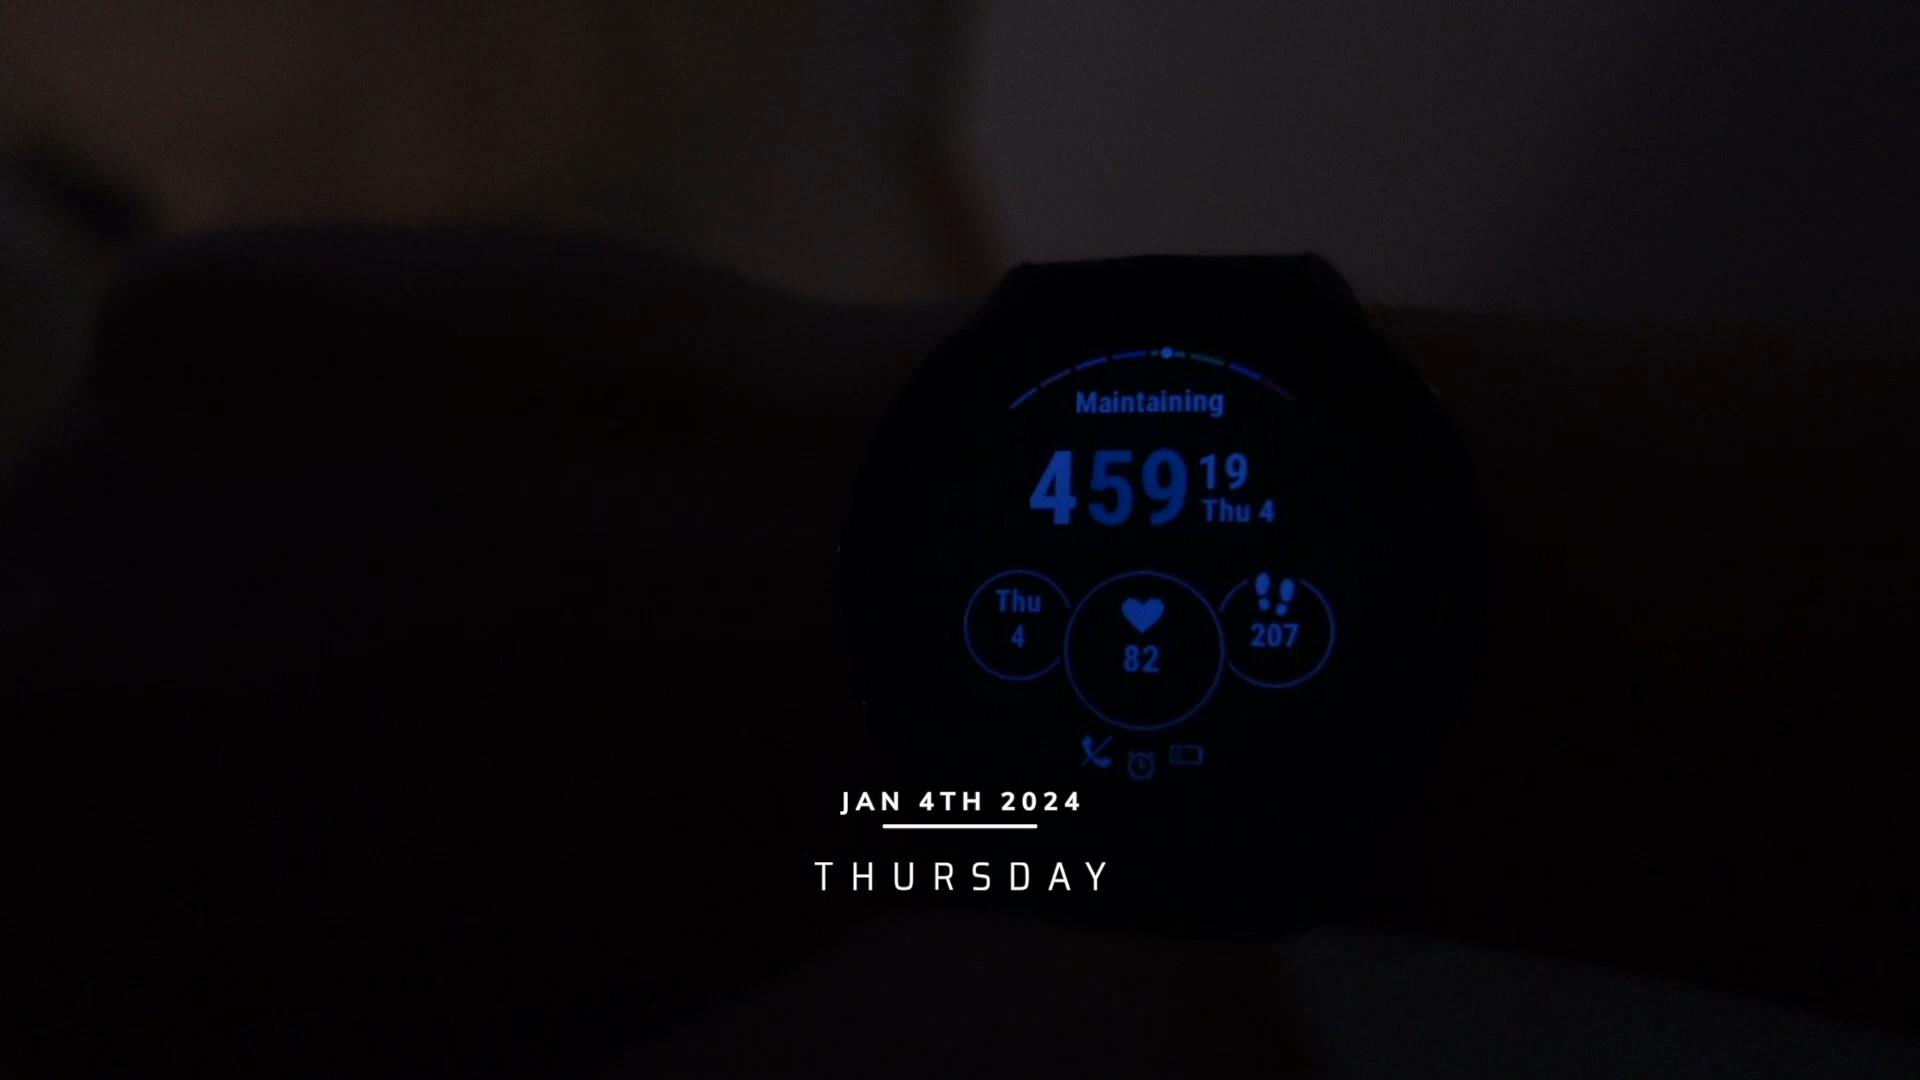 Maintaining
459 19
Thu 4
Thu
4
82
207
JAN 4TH 2024
THURSDAY